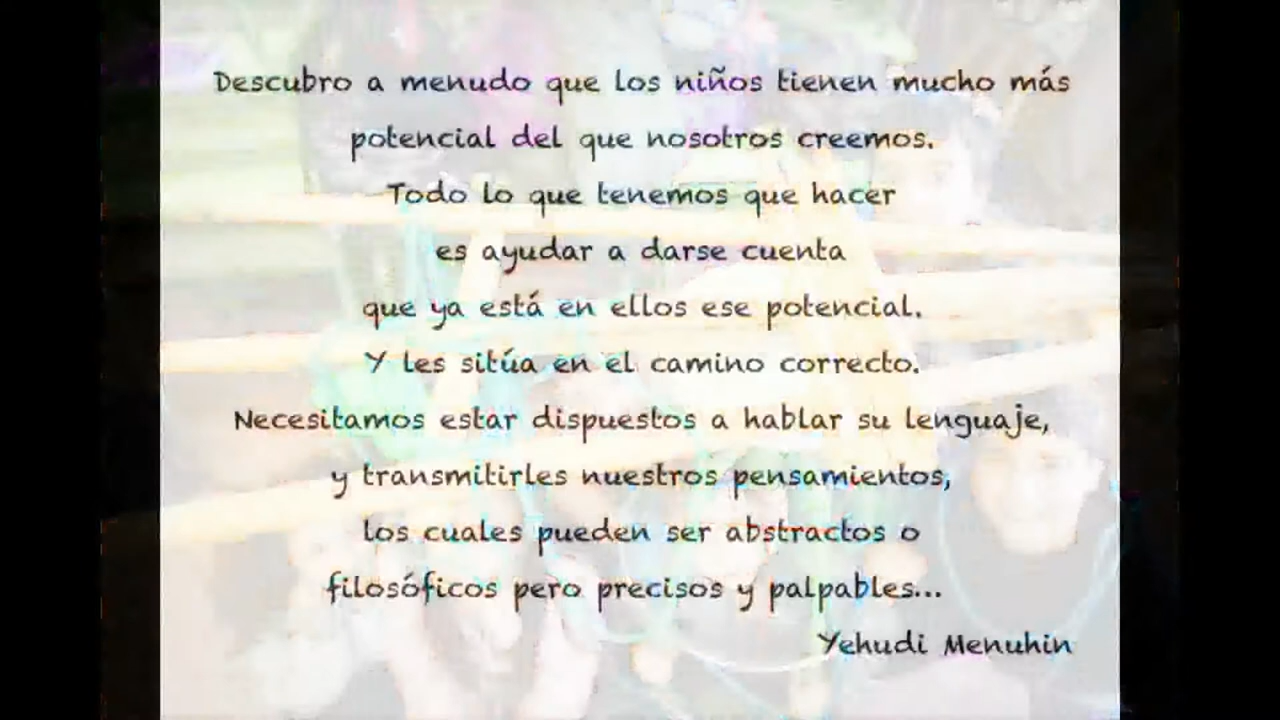 Descubro a menudo que los niños tienen mucho más
potencial del que nosotros creemos.
Todo lo que tenemos que hacer
es ayudar a darse cuenta
que ya está en ellos ese potencial.
Y les sitúa en el camino correcto.
Necesitamos estar dispuestos a hablar su lenguaje,
y transmitirles nuestros pensamientos,
los cuales pueden ser abstractos o
filosóficos pero precisos y palpables...
Yehudi Menuhin